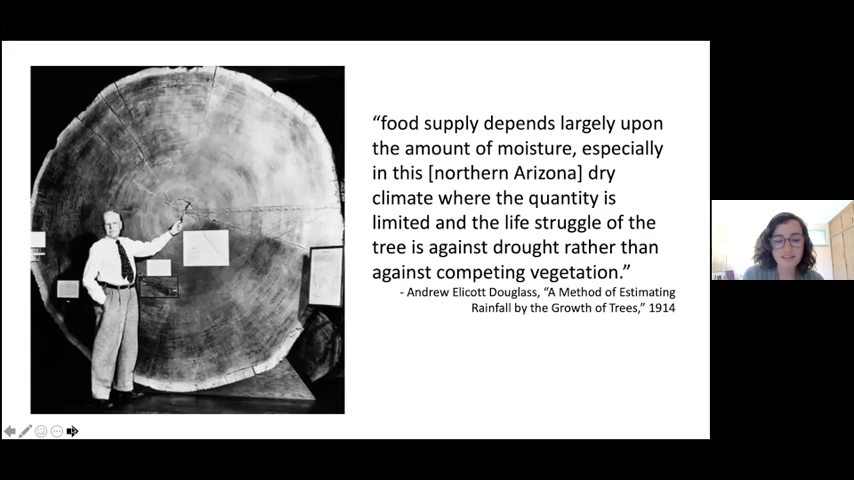 “food supply depends largely upon
the amount of moisture, especially
in this [northern Arizona] dry
climate where the quantity is
limited and the life struggle of the
tree is against drought rather than
against competing vegetation.”
- Andrew Elicott Douglass, “A Method of Estimating
Rainfall by the Growth of Trees,” 1914